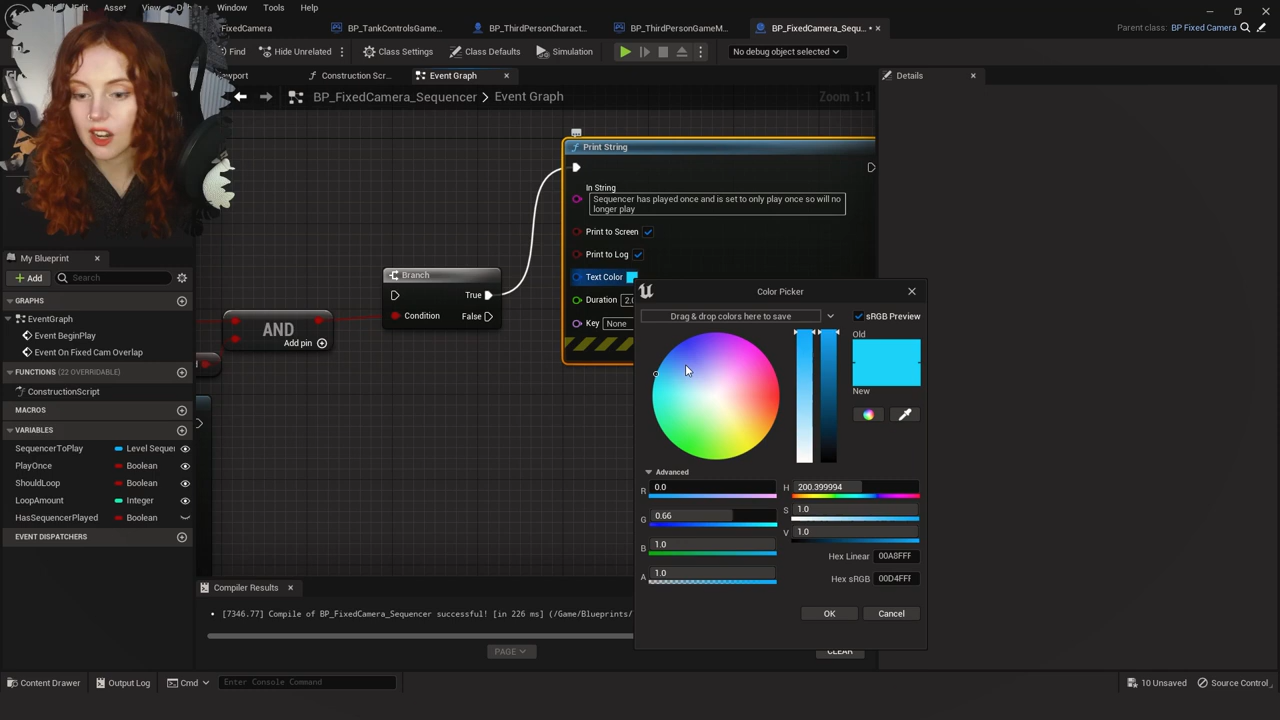 Edit
Asset
Window
Tools
Help
FixedCamera
BP_TankControlsGame...
BP_ThirdPersonCharact...
BP_ThirdPersonGameM...
BP_FixedCamera_Sequ... •
Parent class: BP Fixed Camera
Find
Hide Unrelated
Class Settings
Class Defaults
Simulation
No debug object selected
Viewport
Construction Scr...
Event Graph
Details
BP_FixedCamera_Sequencer > Event Graph
Zoom 1:1
Print String
In String
Sequencer has played once and is set to only play once so will no
longer play
Print to Screen
Print to Log
Text Color
Duration 2.0
Key None
Branch
True
Condition
False
AND
Add pin
My Blueprint
Add
Search
GRAPHS
EventGraph
Event BeginPlay
Event On Fixed Cam Overlap
FUNCTIONS (22 OVERRIDABLE)
ConstructionScript
MACROS
VARIABLES
SequencerToPlay Level Sequen
PlayOnce Boolean
ShouldLoop Boolean
LoopAmount Integer
HasSequencerPlayed Boolean
EVENT DISPATCHERS
Color Picker
Drag & drop colors here to save
sRGB Preview
Old
New
Advanced
R 0.0
G 0.66
B 1.0
A 1.0
H 200.399994
S 1.0
V 1.0
Hex Linear 00A8FFF
Hex sRGB 00D4FFF
OK
Cancel
Compiler Results
• [7346.77] Compile of BP_FixedCamera_Sequencer successful! [in 226 ms] (/Game/Blueprints/
PAGE
CLEAR
Content Drawer
Output Log
Cmd
Enter Console Command
10 Unsaved
Source Control